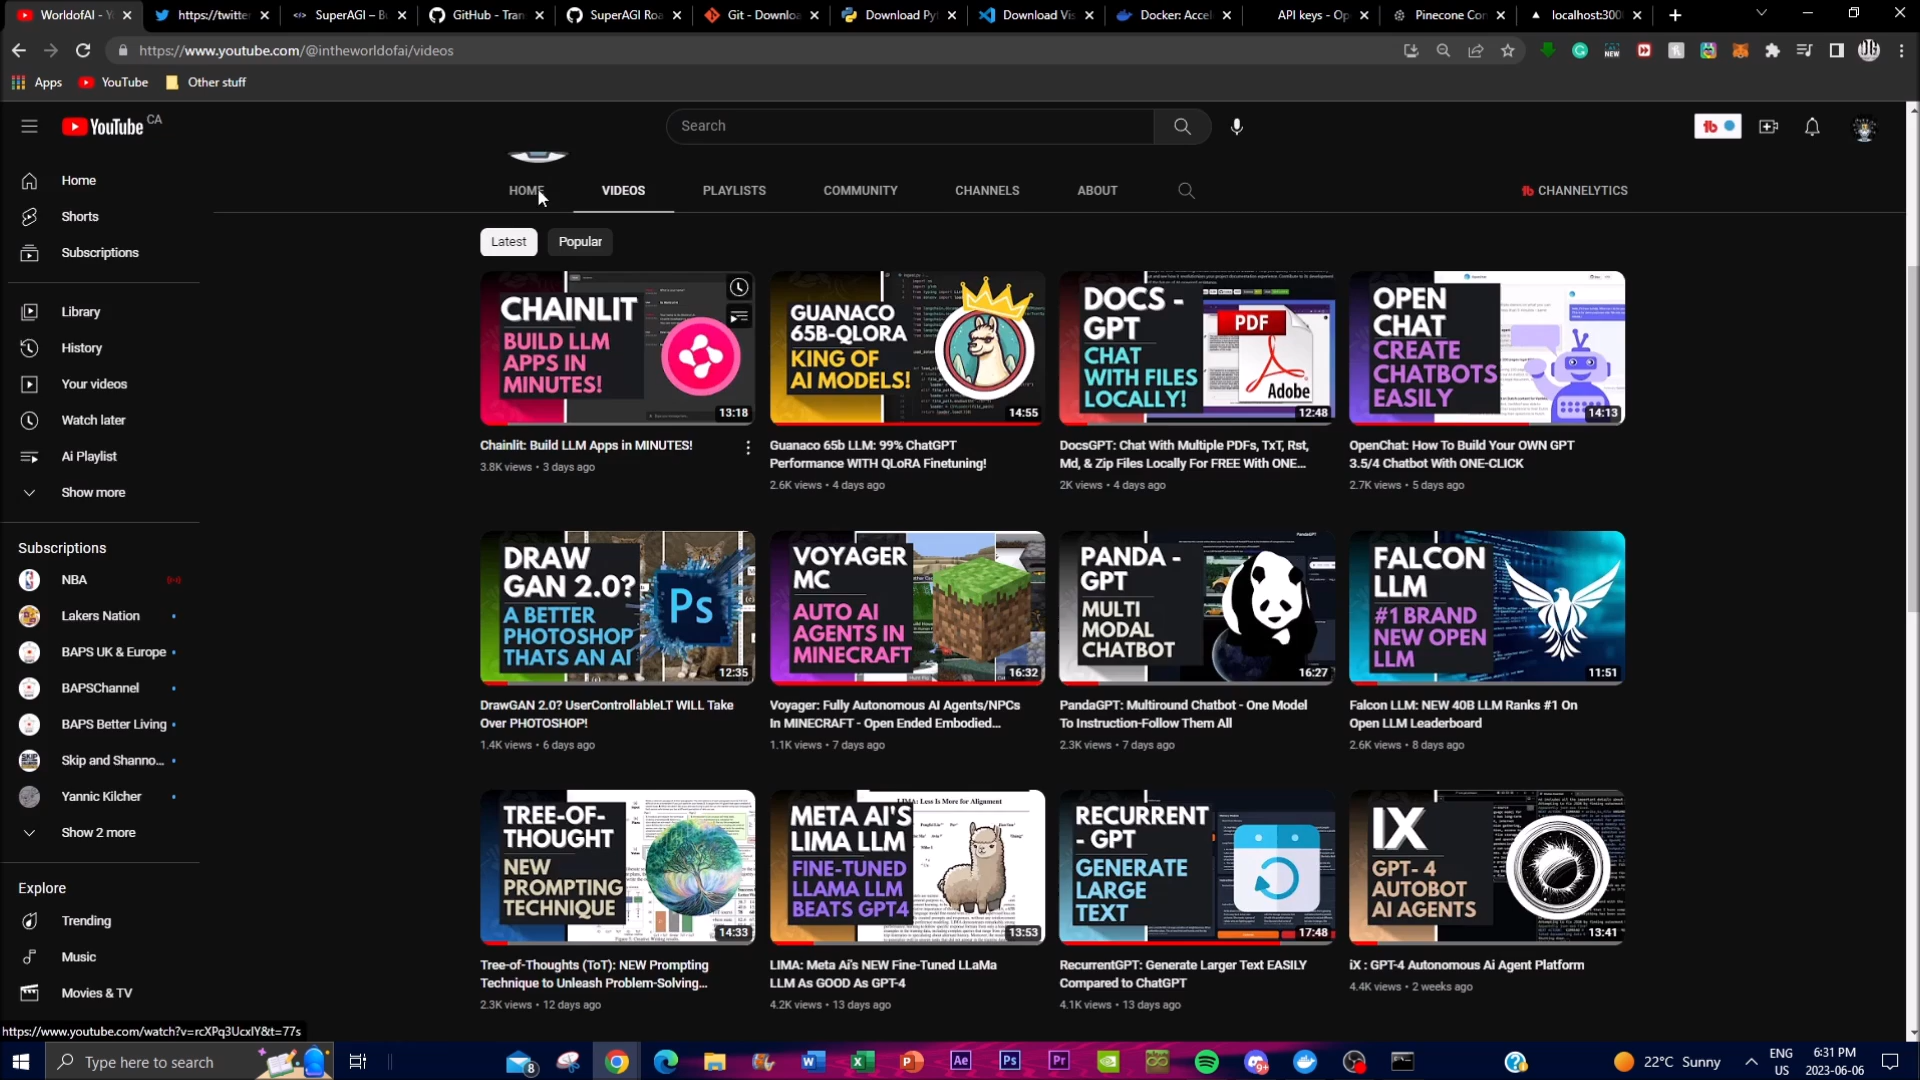 WorldofAI - Y
https://twitte
SuperAGI – B
GitHub - Tran
SuperAGI Roa
Git - Downloa
Download Py
Download Vis
Docker: Accel
API keys - Op
Pinecone Con
localhost:300
https://www.youtube.com/@intheworldofai/videos
Apps
YouTube
Other stuff
YouTube CA
Search
HOME
VIDEOS
PLAYLISTS
COMMUNITY
CHANNELS
ABOUT
CHANNELYTICS
Latest
Popular
Home
Shorts
Subscriptions
Library
History
Your videos
Watch later
Ai Playlist
Show more
Subscriptions
NBA
Lakers Nation
BAPS UK & Europe
BAPSChannel
BAPS Better Living
Skip and Shanno...
Yannic Kilcher
Show 2 more
Explore
Trending
Music
Movies & TV
CHAINLIT
BUILD LLM
APPS IN
MINUTES!
13:18
Chainlit: Build LLM Apps in MINUTES!
3.8K views • 3 days ago
GUANACO
65B-QLORA
KING OF
AI MODELS!
14:55
Guanaco 65b LLM: 99% ChatGPT
Performance WITH QLoRA Finetuning!
2.6K views • 4 days ago
DOCS -
GPT
CHAT
WITH FILES
LOCALLY!
PDF
Adobe
12:48
DocsGPT: Chat With Multiple PDFs, TxT, Rst,
Md, & Zip Files Locally For FREE With ONE...
2K views • 4 days ago
OPEN
CHAT
CREATE
CHATBOTS
EASILY
14:13
OpenChat: How To Build Your OWN GPT
3.5/4 Chatbot With ONE-CLICK
2.7K views • 5 days ago
DRAW
GAN 2.0?
A BETTER
PHOTOSHOP
THATS AN AI
Ps
12:35
DrawGAN 2.0? UserControllableLT WILL Take
Over PHOTOSHOP!
1.4K views • 6 days ago
VOYAGER
MC
AUTO AI
AGENTS IN
MINECRAFT
16:32
Voyager: Fully Autonomous AI Agents/NPCs
In MINECRAFT - Open Ended Embodied...
1.1K views • 7 days ago
PANDA -
GPT
MULTI
MODAL
CHATBOT
PandaGPT
16:27
PandaGPT: Multiround Chatbot - One Model
To Instruction-Follow Them All
2.3K views • 7 days ago
FALCON
LLM
#1 BRAND
NEW OPEN
LLM
11:51
Falcon LLM: NEW 40B LLM Ranks #1 On
Open LLM Leaderboard
2.6K views • 8 days ago
TREE-OF-
THOUGHT
NEW
PROMPTING
TECHNIQUE
14:33
Tree-of-Thoughts (ToT): NEW Prompting
Technique to Unleash Problem-Solving...
2.3K views • 12 days ago
LIMA: Less Is More for Alignment
META AI'S
LIMA LLM
FINE-TUNED
LLAMA LLM
BEATS GPT4
13:53
LIMA: Meta Ai's NEW Fine-Tuned LLaMa
LLM As GOOD As GPT-4
4.2K views • 13 days ago
RECURRENT
- GPT
GENERATE
LARGE
TEXT
17:48
RecurrentGPT: Generate Larger Text EASILY
Compared to ChatGPT
4.1K views • 13 days ago
IX
GPT- 4
AUTOBOT
AI AGENTS
13:41
iX : GPT-4 Autonomous Ai Agent Platform
4.4K views • 2 weeks ago
https://www.youtube.com/watch?v=rcXPq3UcxlY&t=77s
Type here to search
8
Ae
Ps
Pr
22°C Sunny
ENG
US
6:31 PM
2023-06-06